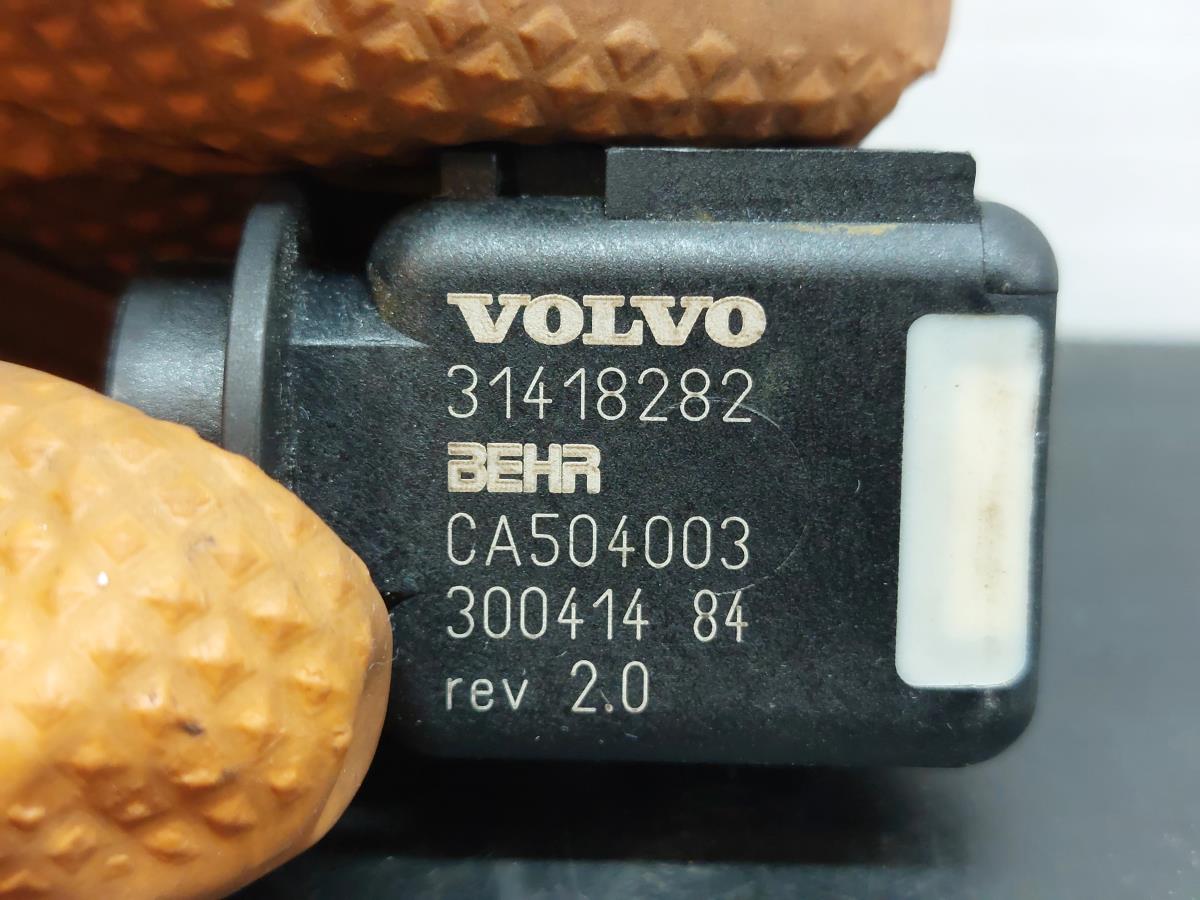 VOLVO
31418282
BEHR
CA504003
300414 84
rev 2.0